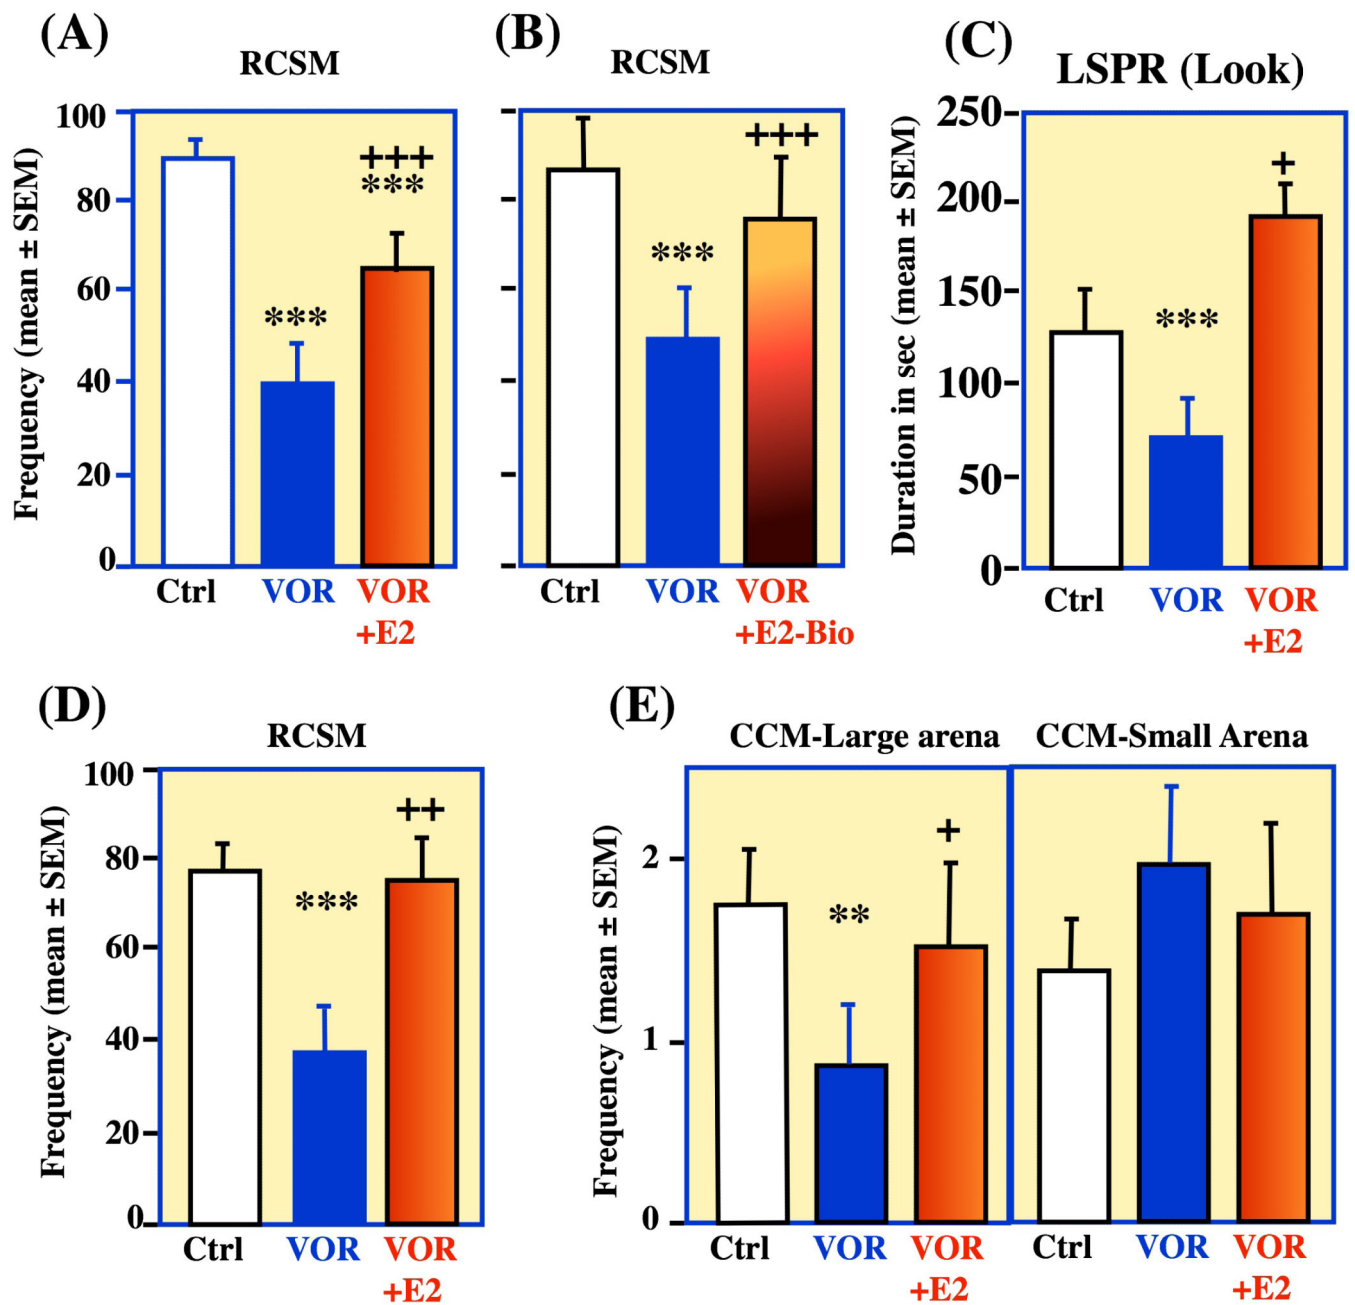 (A)
RCSM
Frequency (mean ± SEM)
100
80
60
40
20
0
***
+++
***
Ctrl
VOR
VOR
+E2
(B)
RCSM
***
+++
Ctrl
VOR
VOR
+E2-Bio
(C)
LSPR (Look)
Duration in sec (mean ± SEM)
250
200
150
100
50
0
***
+
Ctrl
VOR
VOR
+E2
(D)
RCSM
Frequency (mean ± SEM)
100
80
60
40
20
0
***
++
Ctrl
VOR
VOR
+E2
(E)
CCM-Large arena
Frequency (mean ± SEM)
2
1
0
**
+
Ctrl
VOR
VOR
+E2
CCM-Small Arena
Ctrl
VOR
VOR
+E2